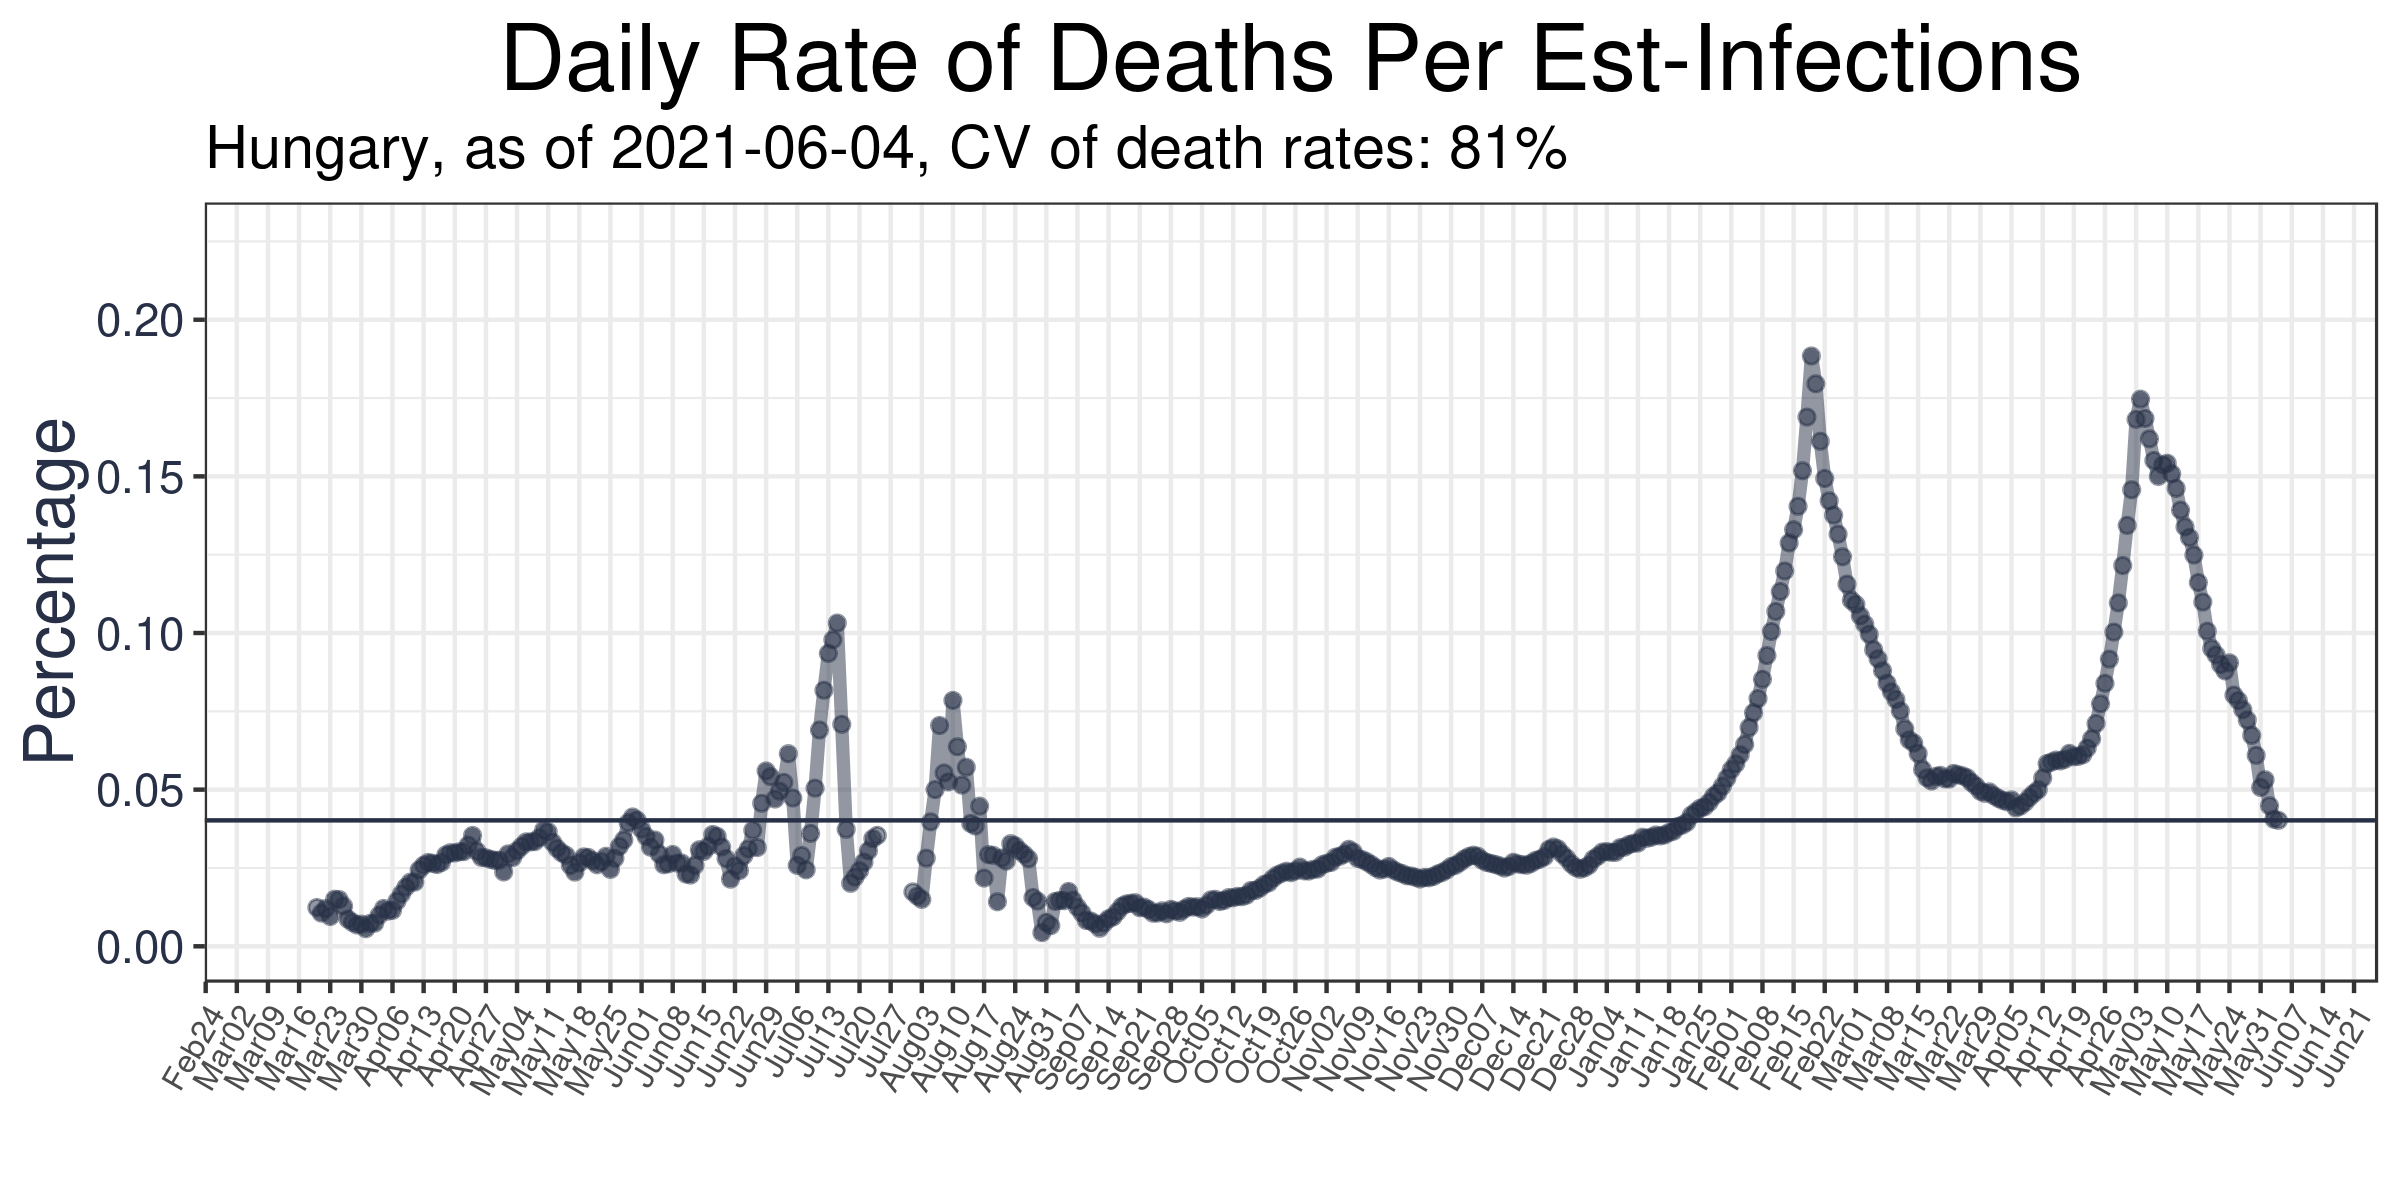 Daily Rate of Deaths Per Est-Infections
Hungary, as of 2021-06-04, CV of death rates: 81%
Percentage
0.20
0.15
0.10
0.05
0.00
Feb24
Mar02
Mar09
Mar16
Mar23
Mar30
Apr06
Apr13
Apr20
Apr27
May04
May11
May18
May25
Jun01
Jun08
Jun15
Jun22
Jun29
Jul06
Jul13
Jul20
Jul27
Aug03
Aug10
Aug17
Aug24
Aug31
Sep07
Sep14
Sep21
Sep28
Oct05
Oct12
Oct19
Oct26
Nov02
Nov09
Nov16
Nov23
Nov30
Dec07
Dec14
Dec21
Dec28
Jan04
Jan11
Jan18
Jan25
Feb01
Feb08
Feb15
Feb22
Mar01
Mar08
Mar15
Mar22
Mar29
Apr05
Apr12
Apr19
Apr26
May03
May10
May17
May24
May31
Jun07
Jun14
Jun21